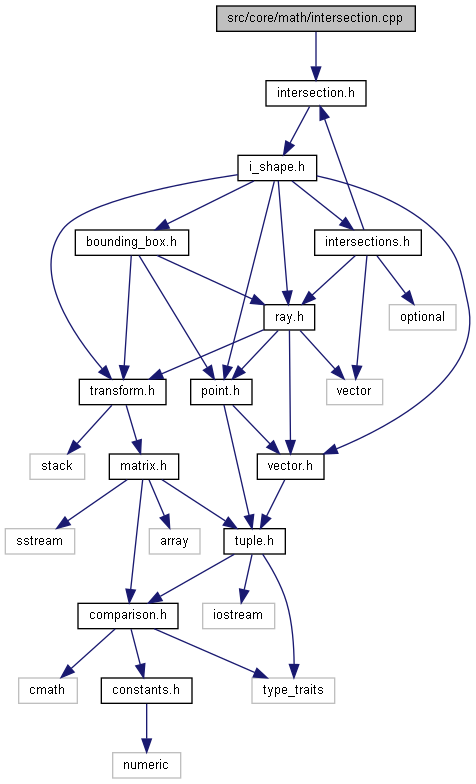 src/core/math/intersection.cpp
intersection.h
i_shape.h
bounding_box.h
intersections.h
ray.h
optional
transform.h
point.h
vector
stack
matrix.h
vector.h
sstream
array
tuple.h
comparison.h
iostream
cmath
constants.h
type_traits
numeric